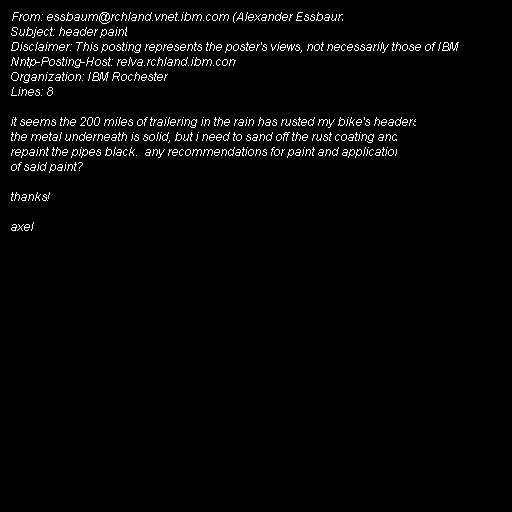 From: essbaum@rchland.vnet.ibm.com (Alexander Essbaum
Subject: header paint
Disclaimer: This posting represents the poster's views, not necessarily those of IBM
Nntp-Posting-Host: relva.rchland.ibm.com
Organization: IBM Rochester
Lines: 8

it seems the 200 miles of trailering in the rain has rusted my bike's headers
the metal underneath is solid, but i need to sand off the rust coating and
repaint the pipes black.  any recommendations for paint and application
of said paint?

thanks!

axel